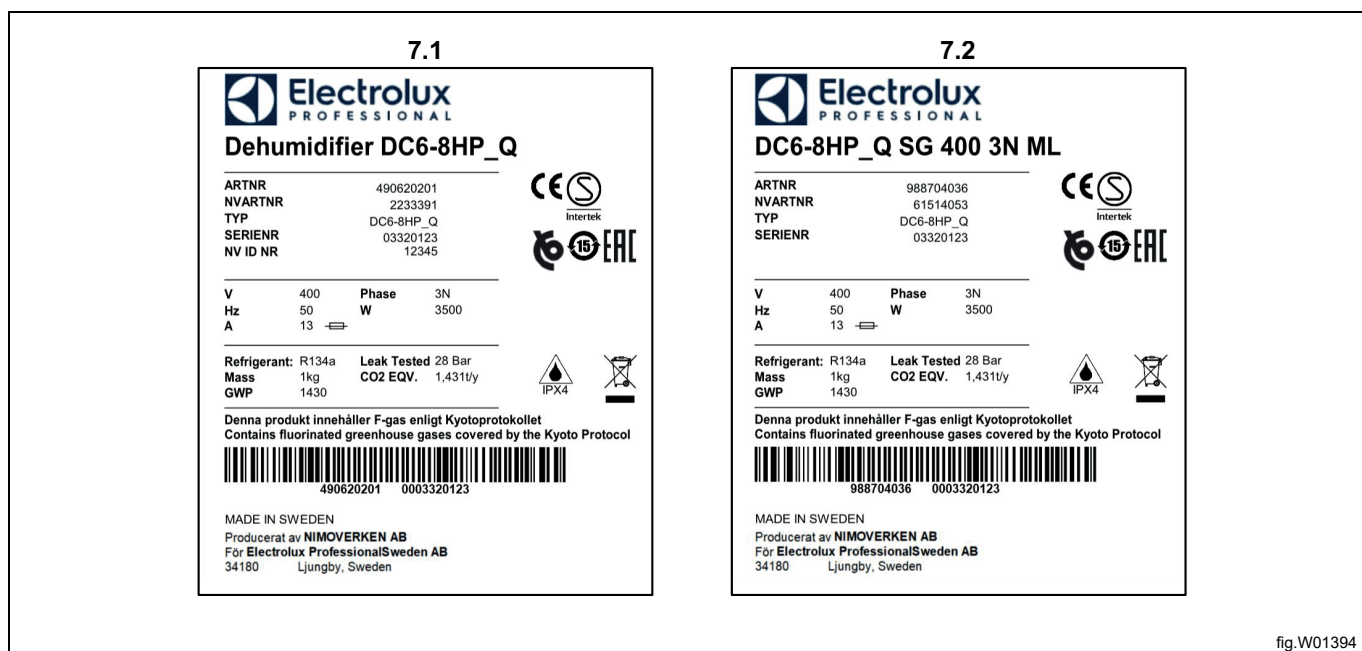 7.1
Electrolux
PROFESSIONAL
Dehumidifier DC6-8HP_Q
ARTNR 490620201
NVARTNR 2233391
TYP DC6-8HP_Q
SERIENR 03320123
NV ID NR 12345
CE S
Intertek
15 EAC
V 400 Phase 3N
Hz 50 W 3500
A 13
Refrigerant: R134a Leak Tested 28 Bar
Mass 1kg CO2 EQV. 1,431t/y
GWP 1430
IPX4
Denna produkt innehåller F-gas enligt Kyotoprotokollet
Contains fluorinated greenhouse gases covered by the Kyoto Protocol
490620201 0003320123
MADE IN SWEDEN
Producerat av NIMOVERKEN AB
För Electrolux ProfessionalSweden AB
34180 Ljungby, Sweden
7.2
Electrolux
PROFESSIONAL
DC6-8HP_Q SG 400 3N ML
ARTNR 988704036
NVARTNR 61514053
TYP DC6-8HP_Q
SERIENR 03320123
CE S
Intertek
15 EAC
V 400 Phase 3N
Hz 50 W 3500
A 13
Refrigerant: R134a Leak Tested 28 Bar
Mass 1kg CO2 EQV. 1,431t/y
GWP 1430
IPX4
Denna produkt innehåller F-gas enligt Kyotoprotokollet
Contains fluorinated greenhouse gases covered by the Kyoto Protocol
988704036 0003320123
MADE IN SWEDEN
Producerat av NIMOVERKEN AB
För Electrolux ProfessionalSweden AB
34180 Ljungby, Sweden
fig.W01394